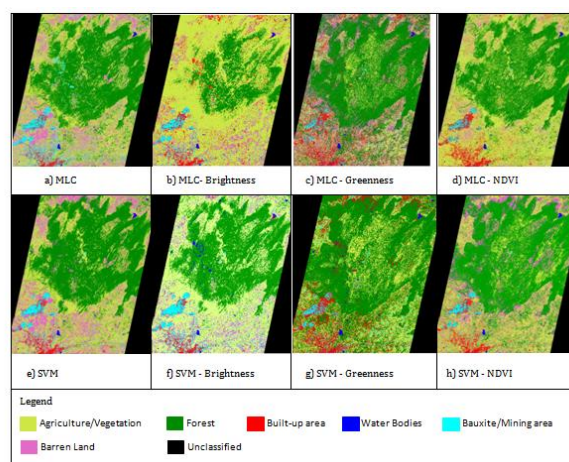 a) MLC
b) MLC- Brightness
c) MLC - Greenness
d) MLC - NDVI
e) SVM
f) SVM - Brightness
g) SVM - Greenness
h) SVM - NDVI
Legend
Agriculture/Vegetation
Forest
Built-up area
Water Bodies
Bauxite/Mining area
Barren Land
Unclassified